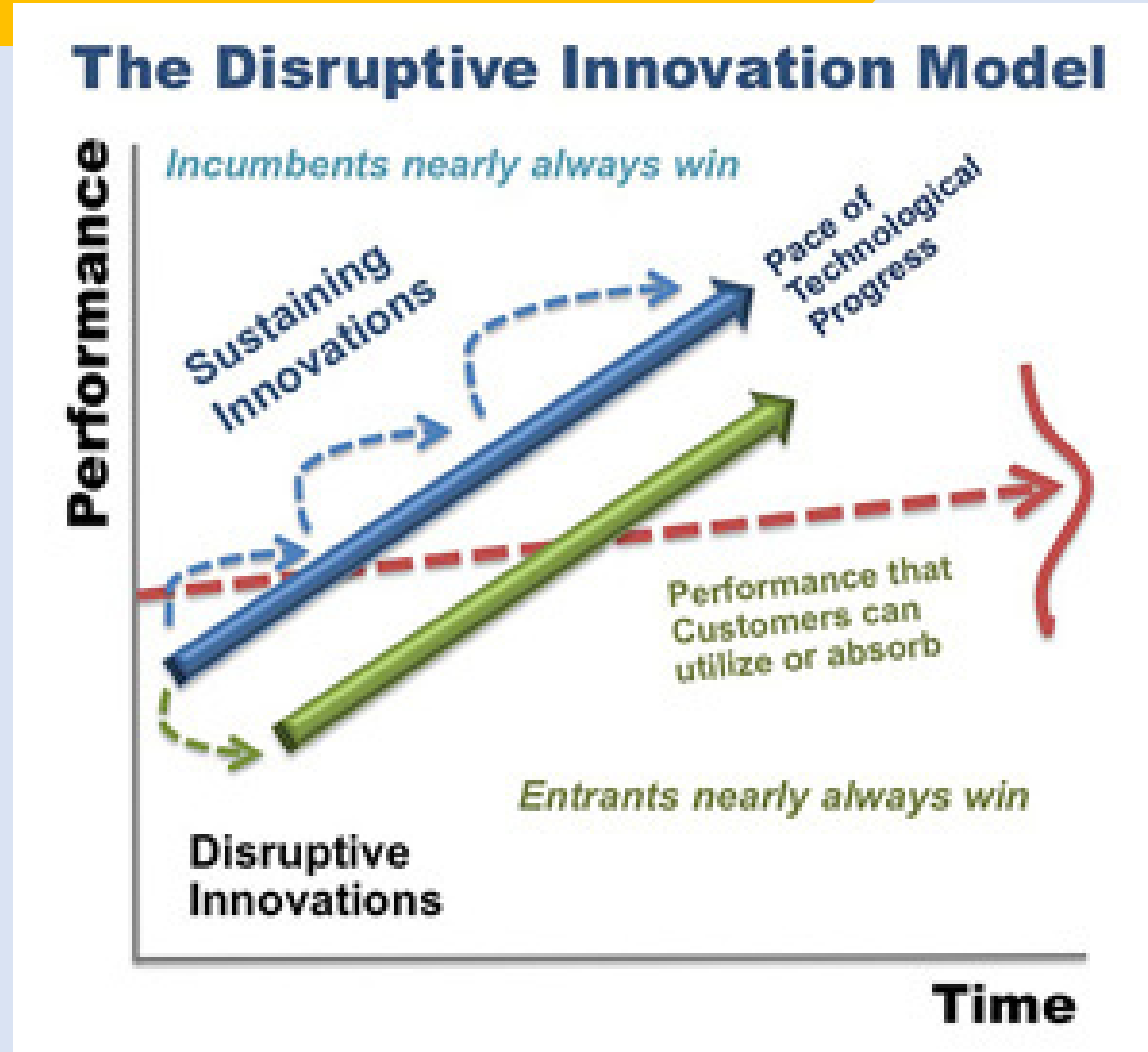 The Disruptive Innovation Model
Performance
Incumbents nearly always win
Sustaining
Innovations
Pace of
Technological
Progress
Performance that
Customers can
utilize or absorb
Entrants nearly always win
Disruptive
Innovations
Time